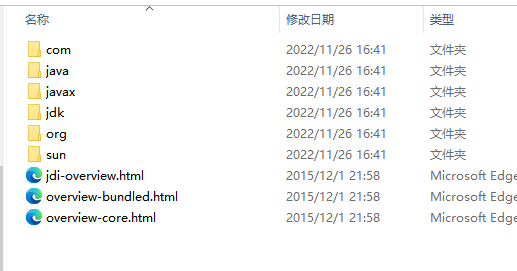 名称 修改日期 类型
com 2022/11/26 16:41 文件夹
java 2022/11/26 16:41 文件夹
javax 2022/11/26 16:41 文件夹
jdk 2022/11/26 16:41 文件夹
org 2022/11/26 16:41 文件夹
sun 2022/11/26 16:41 文件夹
jdi-overview.html 2015/12/1 21:58 Microsoft Edge
overview-bundled.html 2015/12/1 21:58 Microsoft Edge
overview-core.html 2015/12/1 21:58 Microsoft Edge